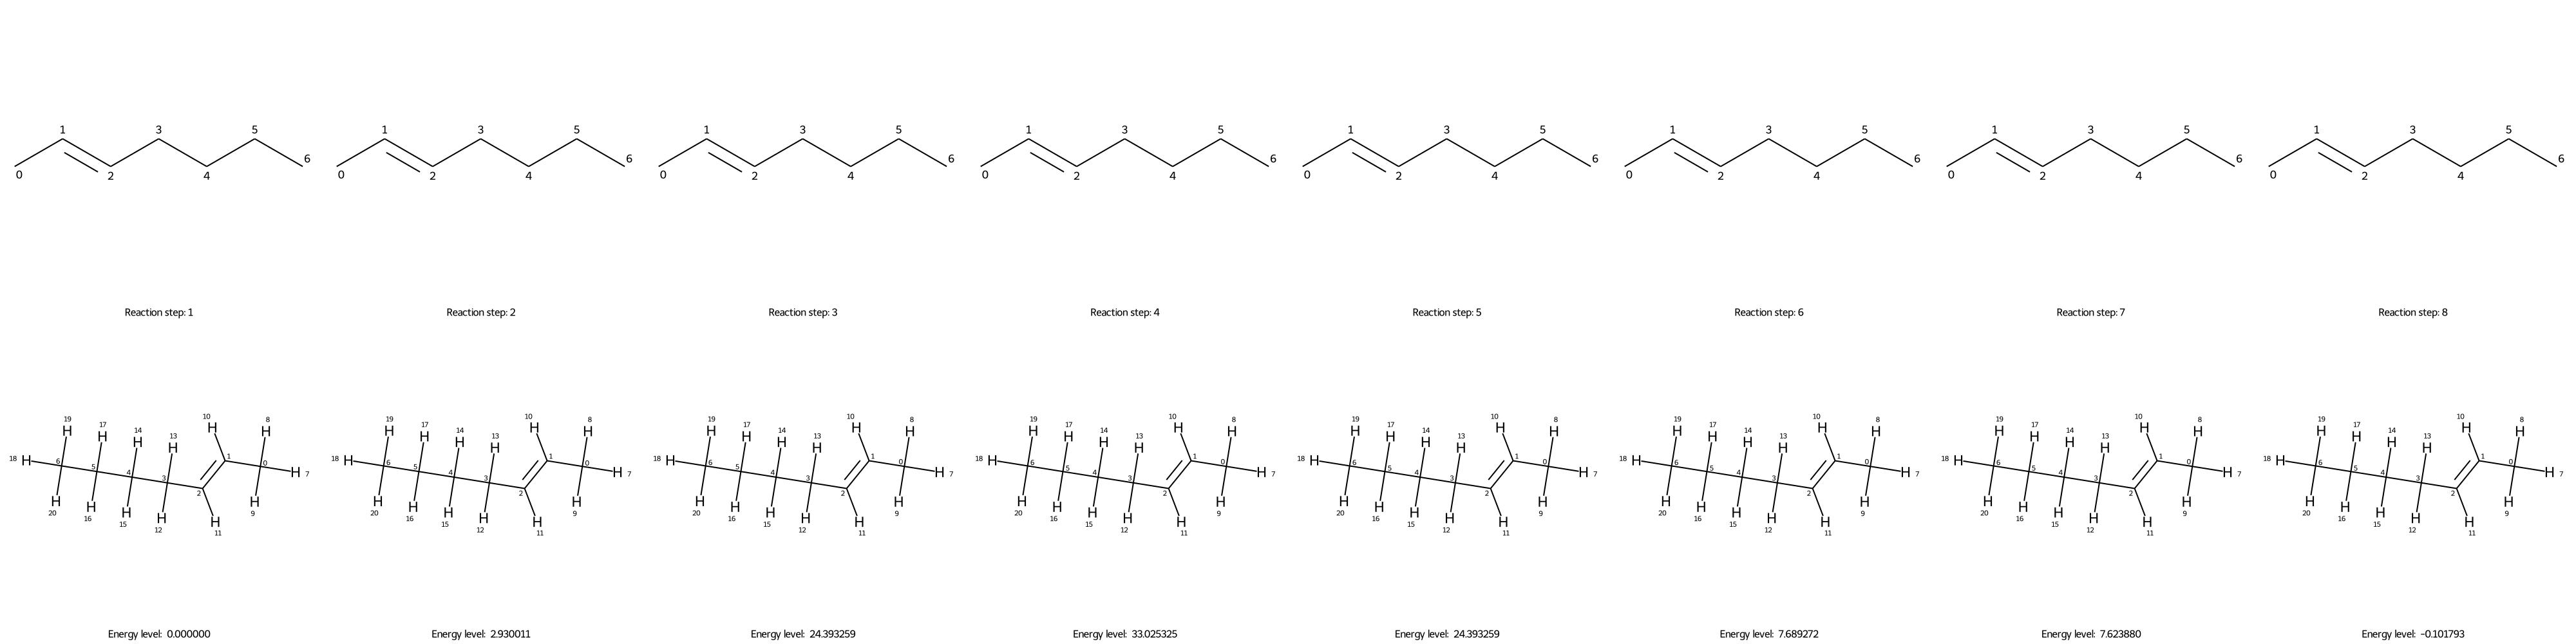 1 3 5 1 3 5 1 3 5 1 3 5 1 3 5 1 3 5 1 3 5 1 3 5
6 6 6 6 6 6 6 6
0 2 4 0 2 4 0 2 4 0 2 4 0 2 4 0 2 4 0 2 4 0 2 4
Reaction step: 1 Reaction step: 2 Reaction step: 3 Reaction step: 4 Reaction step: 5 Reaction step: 6 Reaction step: 7 Reaction step: 8
19 17 14 13 10 8 19 17 14 13 10 8 19 17 14 13 10 8 19 17 14 13 10 8 19 17 14 13 10 8 19 17 14 13 10 8 19 17 14 13 10 8 19 17 14 13 10 8
H H H H H H H H H H H H H H H H H H H H H H H H H H H H H H H H H H H H H H H H H H H H H H H H
18 H 6 5 4 3 2 1 0 H 7 18 H 6 5 4 3 2 1 0 H 7 18 H 6 5 4 3 2 1 0 H 7 18 H 6 5 4 3 2 1 0 H 7 18 H 6 5 4 3 2 1 0 H 7 18 H 6 5 4 3 2 1 0 H 7 18 H 6 5 4 3 2 1 0 H 7 18 H 6 5 4 3 2 1 0 H 7
H H H H H H H H H H H H H H H H H H H H H H H H H H H H H H H H H H H H H H H H H H H H H H H H
20 16 15 12 11 9 20 16 15 12 11 9 20 16 15 12 11 9 20 16 15 12 11 9 20 16 15 12 11 9 20 16 15 12 11 9 20 16 15 12 11 9 20 16 15 12 11 9
Energy level: 0.000000 Energy level: 2.930011 Energy level: 24.393259 Energy level: 33.025325 Energy level: 24.393259 Energy level: 7.689272 Energy level: 7.623880 Energy level: -0.101793